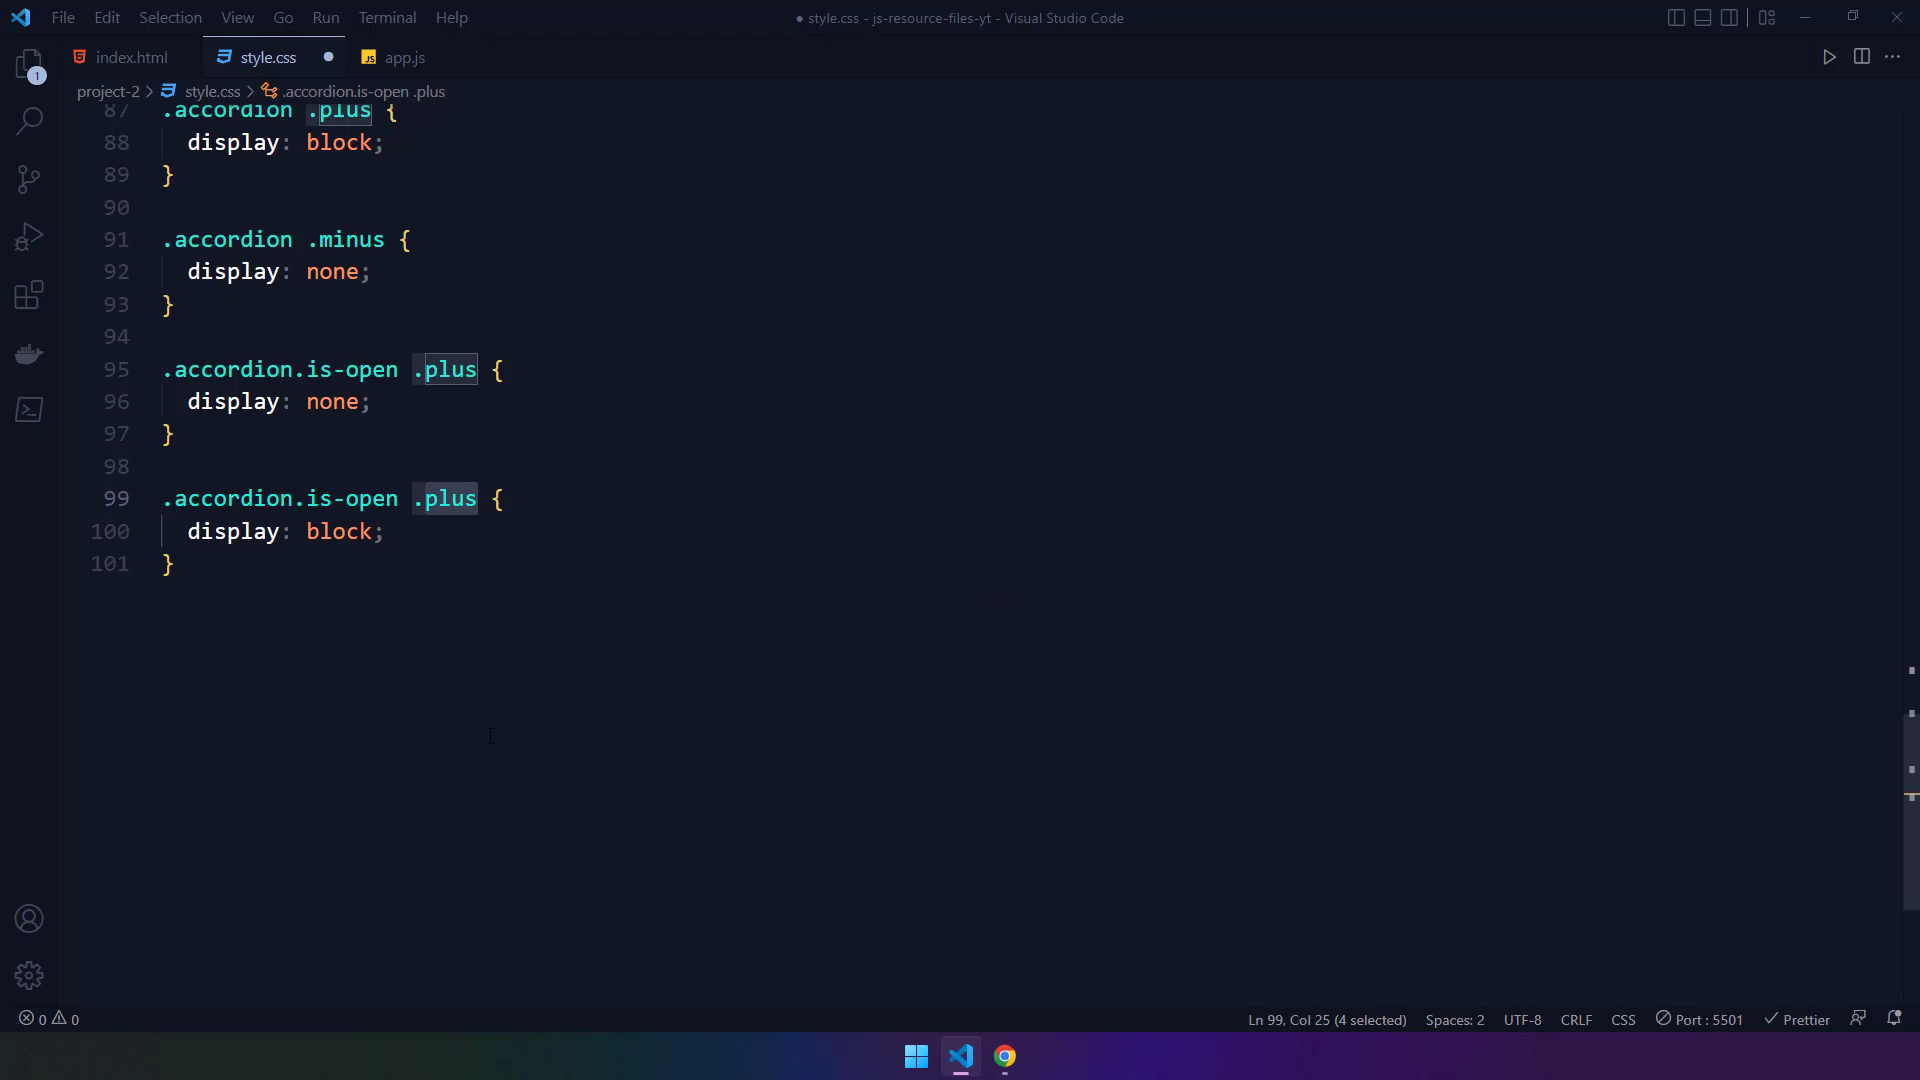 File Edit Selection View Go Run Terminal Help
● style.css - js-resource-files-yt - Visual Studio Code
index.html
style.css ●
JS app.js
project-2 > style.css > .accordion.is-open .plus
1
87 .accordion .plus {
88 display: block;
89 }
90
91 .accordion .minus {
92 display: none;
93 }
94
95 .accordion.is-open .plus {
96 display: none;
97 }
98
99 .accordion.is-open .plus {
100 display: block;
101 }
0 0
Ln 99, Col 25 (4 selected) Spaces: 2 UTF-8 CRLF CSS Port : 5501 Prettier